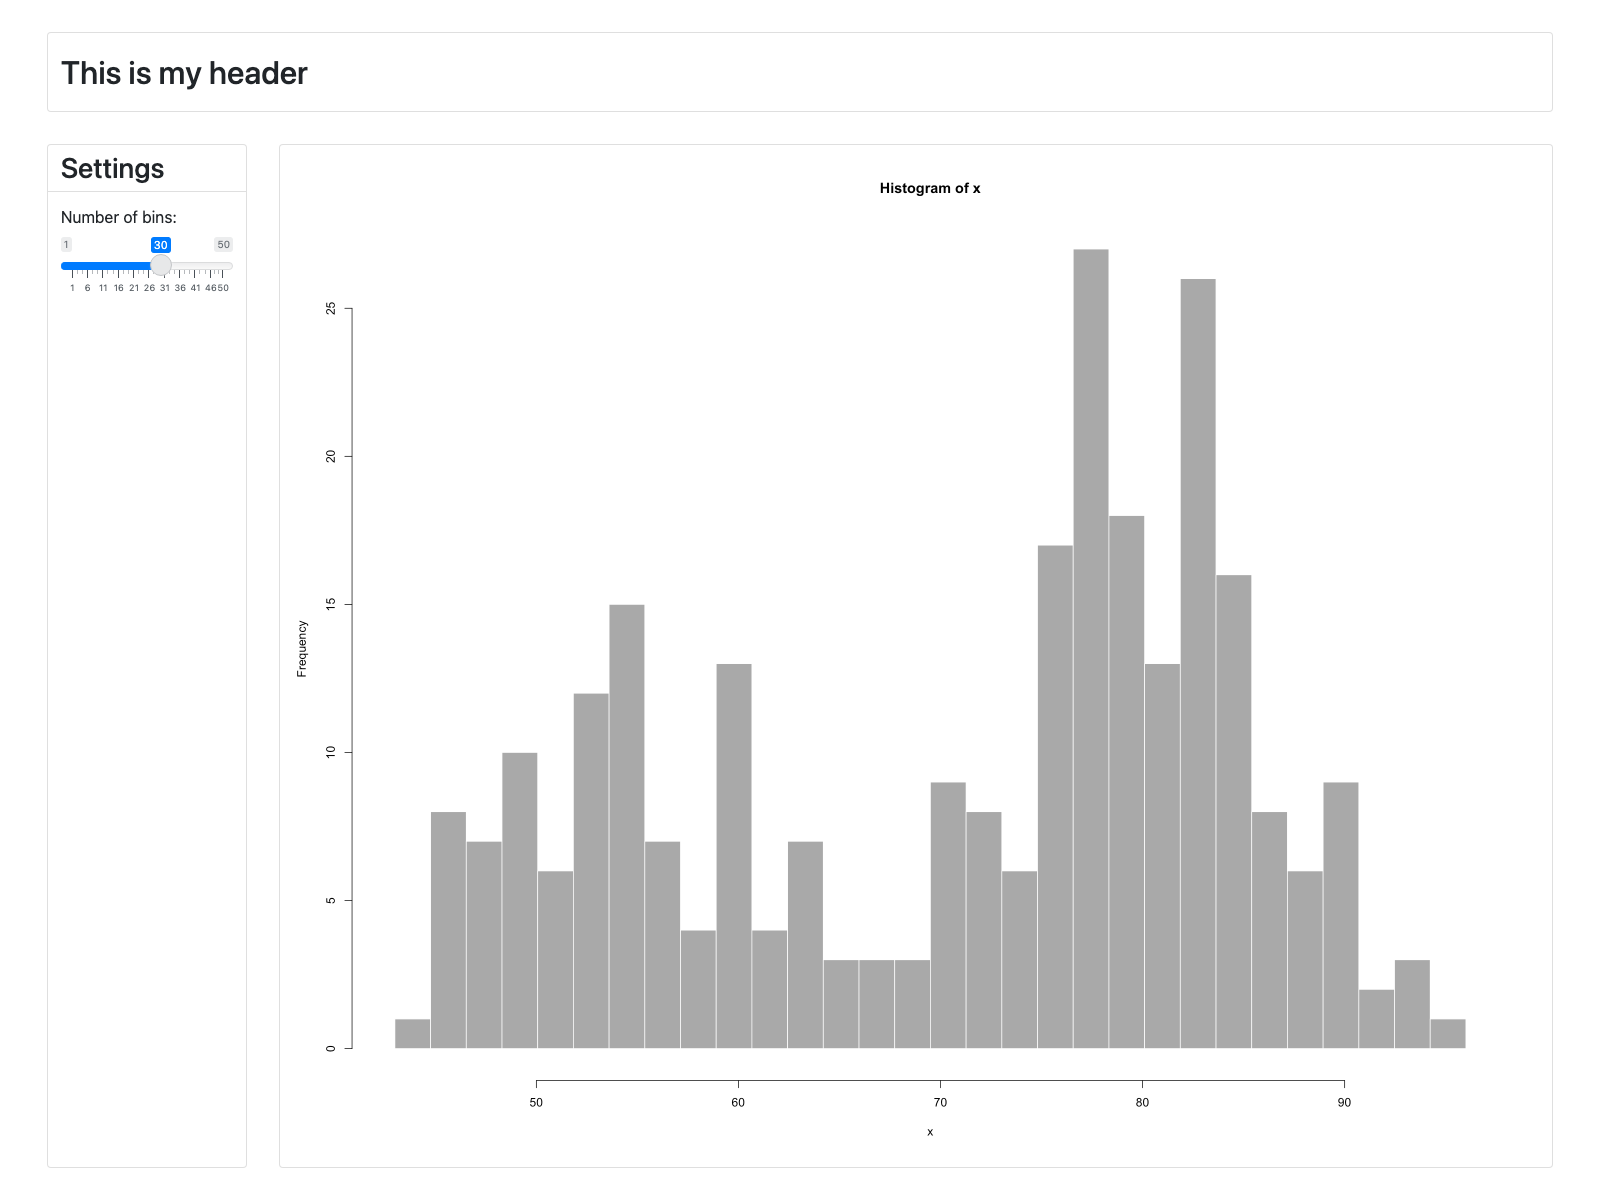 This is my header
Settings
Number of bins:
1 30 50
1 6 11 16 21 26 31 36 41 46 50
Histogram of x
Frequency
25
20
15
10
5
0
50 60 70 80 90
x